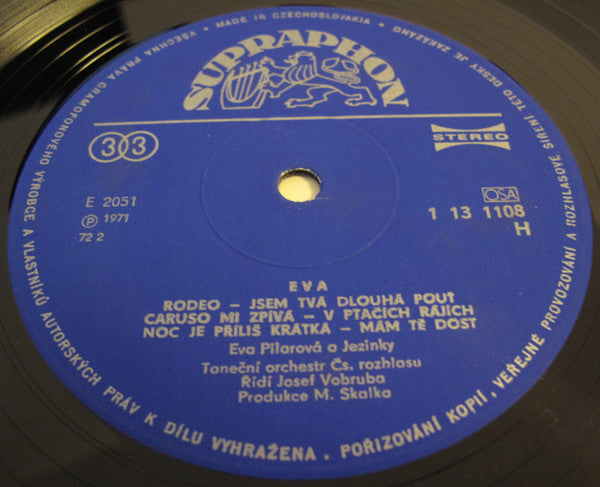 • VŠECHNA PRÁVA GRAMOFONOVÉHO VÝROBCE A VLASTNÍKŮ AUTORSKÝCH PRÁV K DÍLU VYHRAŽENA . POŘIZOVÁNÍ KOPIÍ, VEŘEJNÉ PROVOZOVÁNÍ A ROZHLASOVÉ ŠÍŘENÍ TÉTO DESKY JE ZAKÁZÁNO • MADE IN CZECHOSLOVAKIA
SUPRAPHON
33
STEREO
E 2051
Ⓟ 1971
72 2
OSA
1 13 1108
H
EVA
RODEO – JSEM TVÁ DLOUHÁ POUŤ
CARUSO MI ZPÍVÁ – V PTAČÍCH RÁJÍCH
NOC JE PŘÍLIŠ KRÁTKÁ – MÁM TĚ DOST
Eva Pilarová a Jezinky
Taneční orchestr Čs. rozhlasu
Řídí Josef Vobruba
Produkce M. Skalka